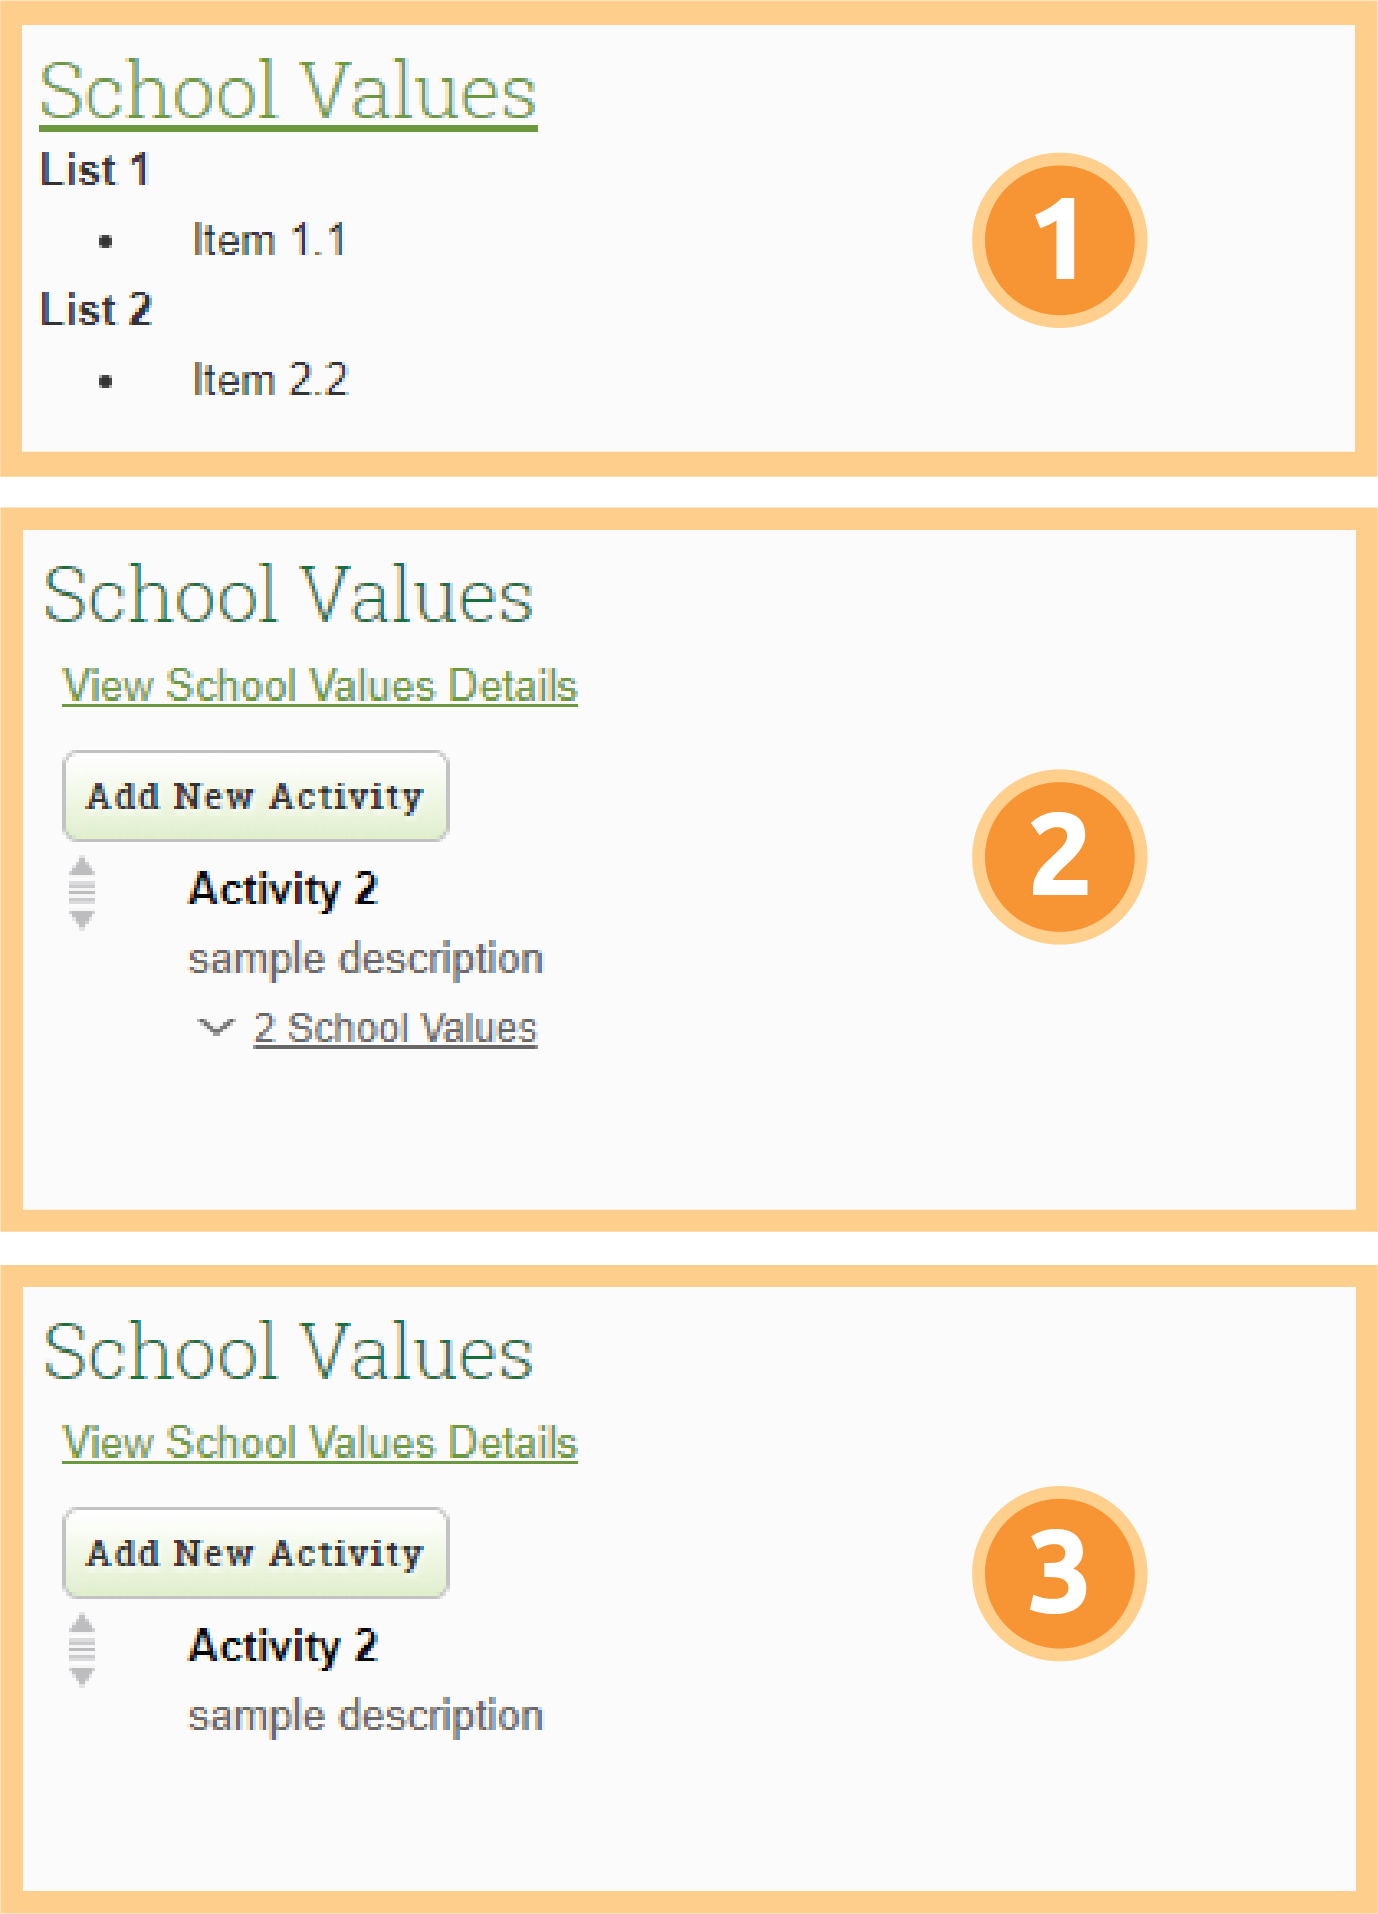 School Values
List 1
• Item 1.1
List 2
• Item 2.2
1
School Values
View School Values Details
Add New Activity
Activity 2
sample description
2 School Values
2
School Values
View School Values Details
Add New Activity
Activity 2
sample description
3